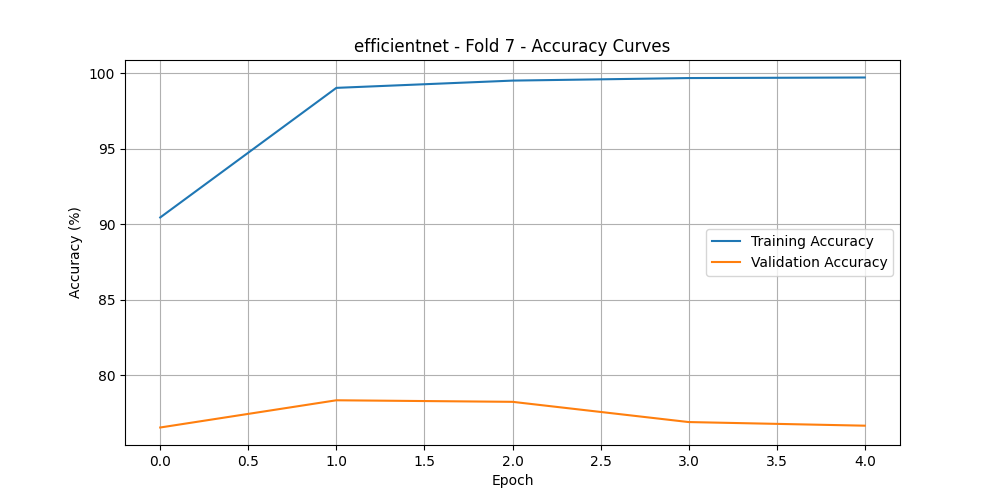 efficientnet - Fold 7 - Accuracy Curves
Accuracy (%)
100
95
90
85
80
Training Accuracy
Validation Accuracy
0.0 0.5 1.0 1.5 2.0 2.5 3.0 3.5 4.0
Epoch